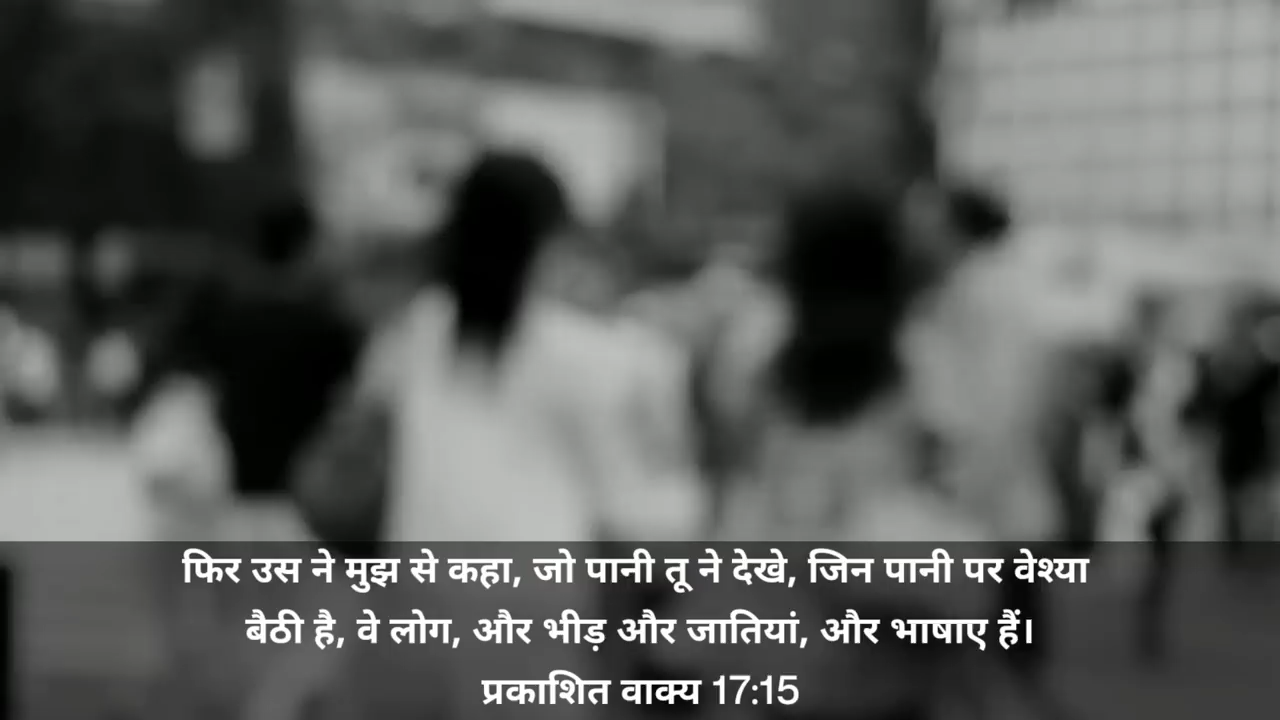 फिर उस ने मुझ से कहा, जो पानी तू ने देखे, जिन पानी पर वेश्या
बैठी है, वे लोग, और भीड़ और जातियां, और भाषाए हैं।
प्रकाशित वाक्य 17:15